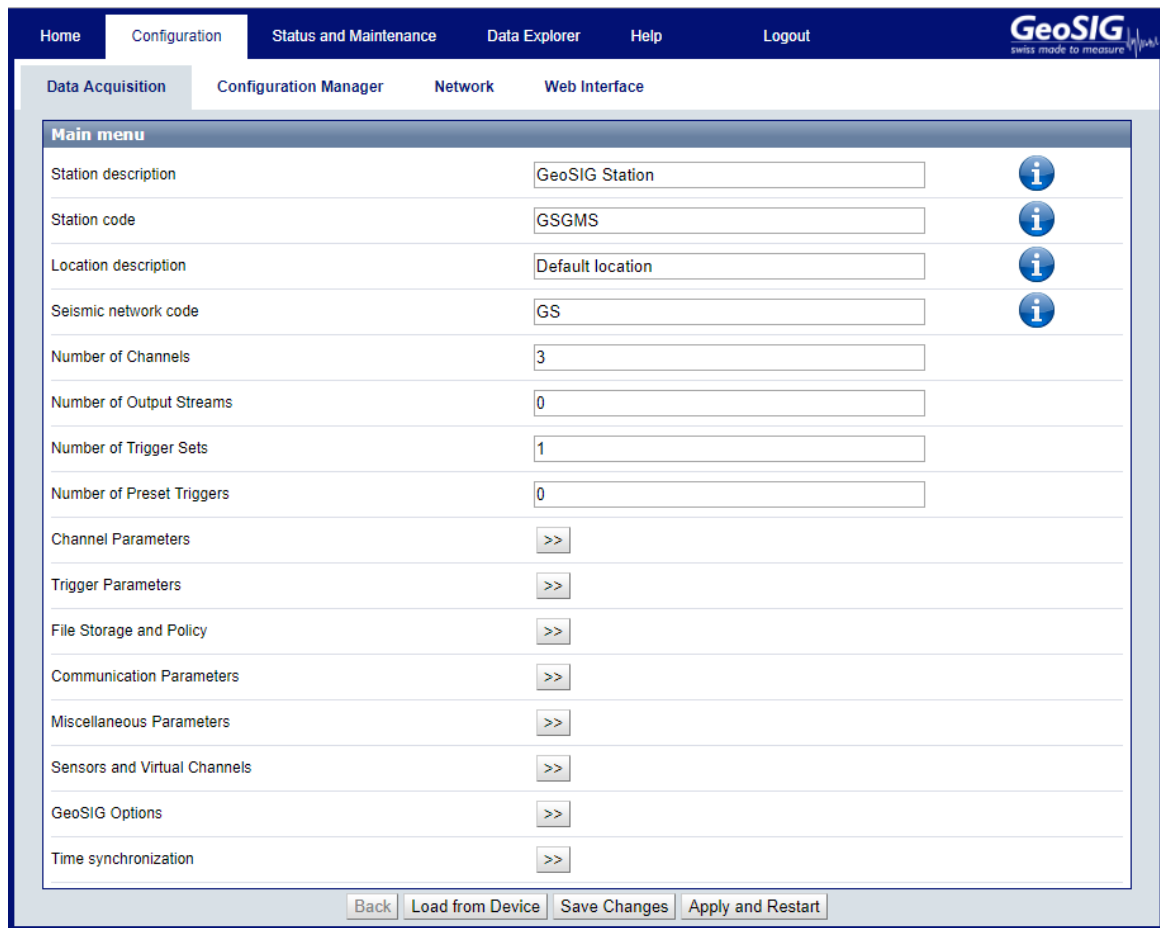 Home Configuration Status and Maintenance Data Explorer Help Logout GeoSIG
swiss made to measure
Data Acquisition Configuration Manager Network Web Interface
Main menu
Station description GeoSIG Station i
Station code GSGMS i
Location description Default location i
Seismic network code GS i
Number of Channels 3
Number of Output Streams 0
Number of Trigger Sets 1
Number of Preset Triggers 0
Channel Parameters >>
Trigger Parameters >>
File Storage and Policy >>
Communication Parameters >>
Miscellaneous Parameters >>
Sensors and Virtual Channels >>
GeoSIG Options >>
Time synchronization >>
Back Load from Device Save Changes Apply and Restart